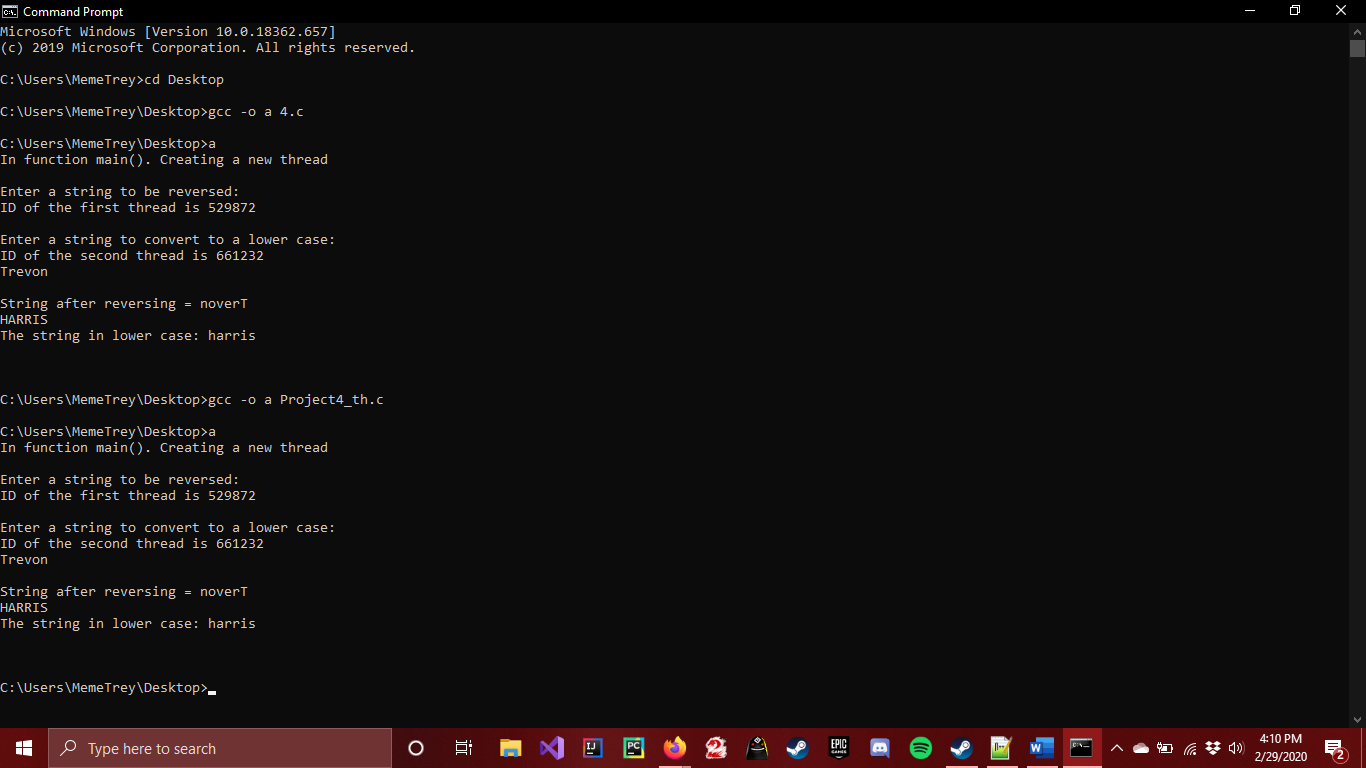 Command Prompt
Microsoft Windows [Version 10.0.18362.657]
(c) 2019 Microsoft Corporation. All rights reserved.
C:\Users\MemeTrey>cd Desktop
C:\Users\MemeTrey\Desktop>gcc -o a 4.c
C:\Users\MemeTrey\Desktop>a
In function main(). Creating a new thread
Enter a string to be reversed:
ID of the first thread is 529872
Enter a string to convert to a lower case:
ID of the second thread is 661232
Trevon
String after reversing = noverT
HARRIS
The string in lower case: harris
C:\Users\MemeTrey\Desktop>gcc -o a Project4_th.c
C:\Users\MemeTrey\Desktop>a
In function main(). Creating a new thread
Enter a string to be reversed:
ID of the first thread is 529872
Enter a string to convert to a lower case:
ID of the second thread is 661232
Trevon
String after reversing = noverT
HARRIS
The string in lower case: harris
C:\Users\MemeTrey\Desktop>
Type here to search
IJ
PC
EPIC GAMES
W
4:10 PM
2/29/2020
2